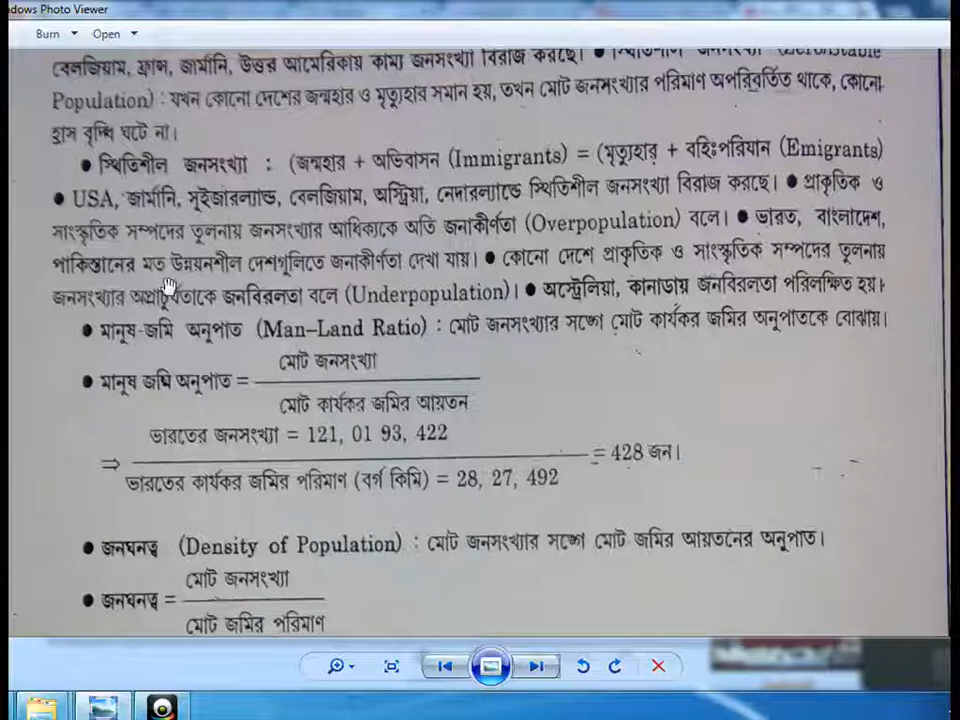 dows Photo Viewer
Burn Open
বেলজিয়াম, ফ্রান্স, জার্মানি, উত্তর আমেরিকায় কাম্য জনসংখ্যা বিরাজ করছে। ● স্থিতিশীল জনসংখ্যা (Zero/Stable
Population) : যখন কোনো দেশের জন্মহার ও মৃত্যুহার সমান হয়, তখন মোট জনসংখ্যার পরিমাণ অপরিবর্তিত থাকে, কোনো
হ্রাস বৃদ্ধি ঘটে না।
● স্থিতিশীল জনসংখ্যা : (জন্মহার + অভিবাসন (Immigrants) = (মৃত্যুহার + বহিঃপরিযান (Emigrants)
● USA, জার্মানি, সুইজারল্যান্ড, বেলজিয়াম, অস্ট্রিয়া, নেদারল্যান্ডে স্থিতিশীল জনসংখ্যা বিরাজ করছে। ● প্রাকৃতিক ও
সাংস্কৃতিক সম্পদের তুলনায় জনসংখ্যার আধিক্যকে অতি জনাকীর্ণতা (Overpopulation) বলে। ● ভারত, বাংলাদেশ,
পাকিস্তানের মত উন্নয়নশীল দেশগুলিতে জনাকীর্ণতা দেখা যায়। ● কোনো দেশে প্রাকৃতিক ও সাংস্কৃতিক সম্পদের তুলনায়
জনসংখ্যার অপ্রাচুর্যতাকে জনবিরলতা বলে (Underpopulation)। ● অস্ট্রেলিয়া, কানাডায় জনবিরলতা পরিলক্ষিত হয়।
● মানুষ-জমি অনুপাত (Man–Land Ratio) : মোট জনসংখ্যার সঙ্গে মোট কার্যকর জমির অনুপাতকে বোঝায়।
মোট জনসংখ্যা
● মানুষ জমি অনুপাত =
মোট কার্যকর জমির আয়তন
ভারতের জনসংখ্যা = 121, 01 93, 422
⇒ = 428 জন।
ভারতের কার্যকর জমির পরিমাণ (বর্গ কিমি) = 28, 27, 492
● জনঘনত্ব (Density of Population) : মোট জনসংখ্যার সঙ্গে মোট জমির আয়তনের অনুপাত।
মোট জনসংখ্যা
● জনঘনত্ব =
মোট জমির পরিমাণ